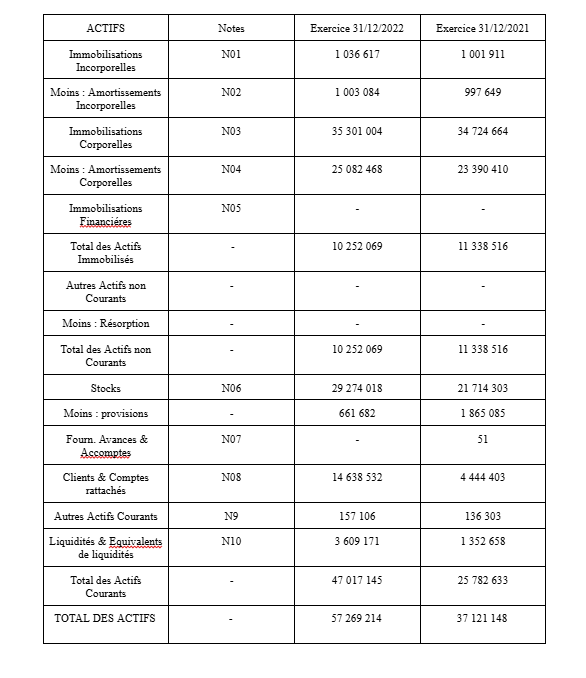 ACTIFS Notes Exercice 31/12/2022 Exercice 31/12/2021
Immobilisations N01 1 036 617 1 001 911
Incorporelles
Moins : Amortissements N02 1 003 084 997 649
Incorporelles
Immobilisations N03 35 301 004 34 724 664
Corporelles
Moins : Amortissements N04 25 082 468 23 390 410
Corporelles
Immobilisations N05 - -
Financiéres
Total des Actifs - 10 252 069 11 338 516
Immobilisés
Autres Actifs non - - -
Courants
Moins : Résorption - - -
Total des Actifs non - 10 252 069 11 338 516
Courants
Stocks N06 29 274 018 21 714 303
Moins : provisions - 661 682 1 865 085
Fourn. Avances & N07 - 51
Accomptes
Clients & Comptes N08 14 638 532 4 444 403
rattachés
Autres Actifs Courants N9 157 106 136 303
Liquidités & Equivalents N10 3 609 171 1 352 658
de liquidités
Total des Actifs - 47 017 145 25 782 633
Courants
TOTAL DES ACTIFS - 57 269 214 37 121 148